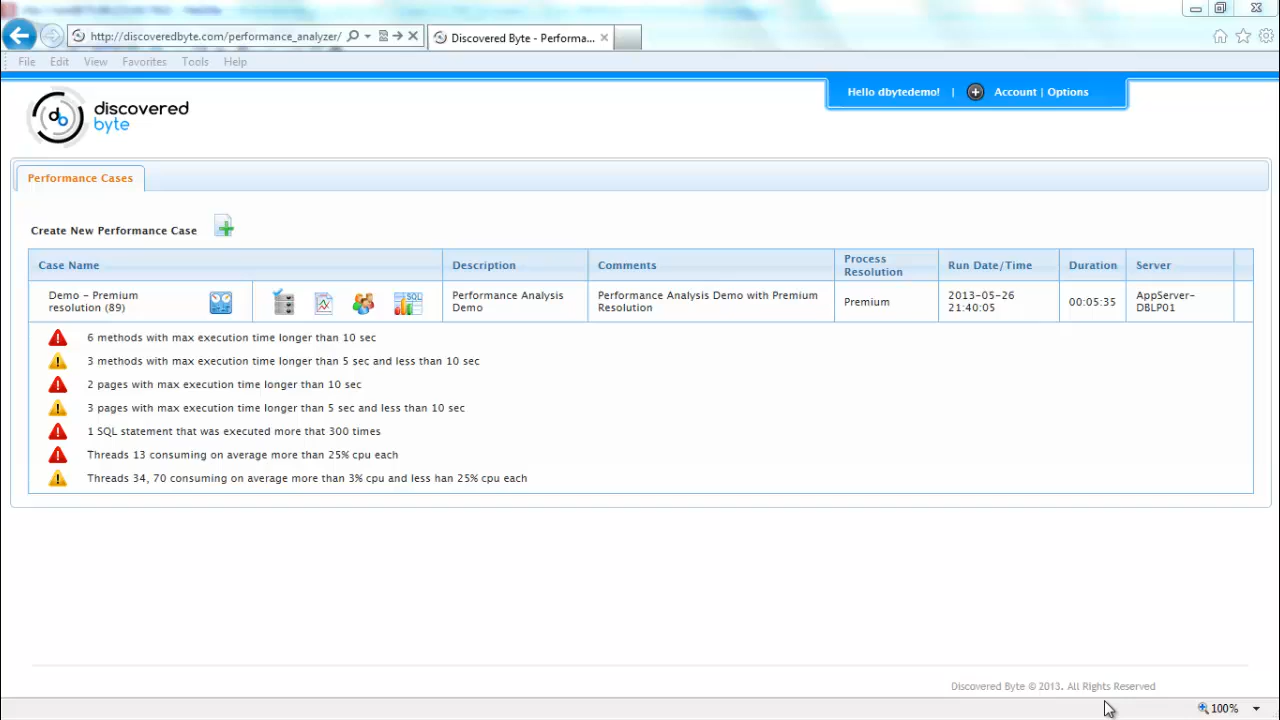 http://discoveredbyte.com/performance_analyzer/
Discovered Byte - Performa...
File Edit View Favorites Tools Help
Hello dbytedemo! | Account | Options
db
discovered
byte
Performance Cases
Create New Performance Case
Case Name Description Comments Process Resolution Run Date/Time Duration Server
Demo - Premium resolution (89) SQL Performance Analysis Demo Performance Analysis Demo with Premium Resolution Premium 2013-05-26 21:40:05 00:05:35 AppServer-DBLP01
6 methods with max execution time longer than 10 sec
3 methods with max execution time longer than 5 sec and less than 10 sec
2 pages with max execution time longer than 10 sec
3 pages with max execution time longer than 5 sec and less than 10 sec
1 SQL statement that was executed more that 300 times
Threads 13 consuming on average more than 25% cpu each
Threads 34, 70 consuming on average more than 3% cpu and less han 25% cpu each
Discovered Byte © 2013. All Rights Reserved
100%